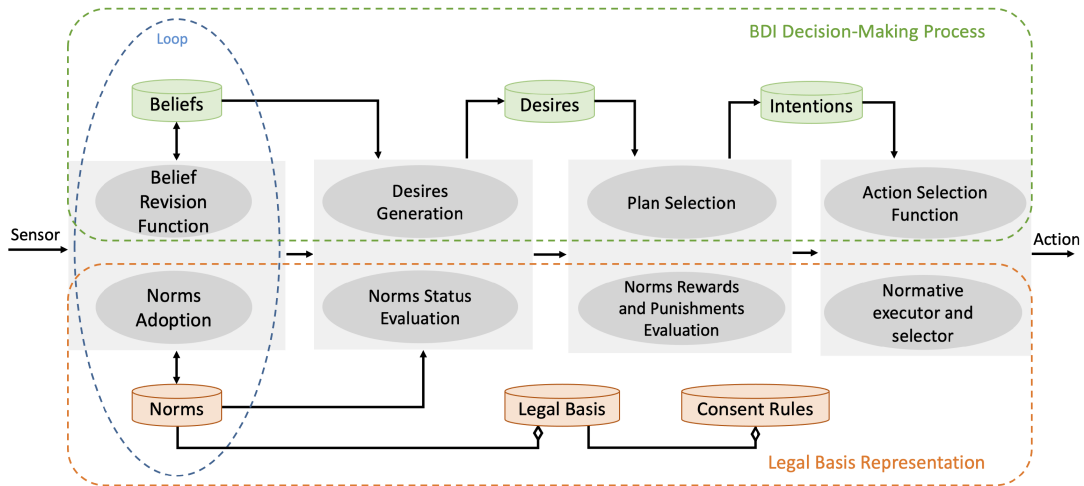 BDI Decision-Making Process
Loop
Beliefs
Desires
Intentions
Belief
Revision
Function
Desires
Generation
Plan Selection
Action Selection
Function
Sensor
Action
Norms
Adoption
Norms Status
Evaluation
Norms Rewards
and Punishments
Evaluation
Normative
executor and
selector
Norms
Legal Basis
Consent Rules
Legal Basis Representation